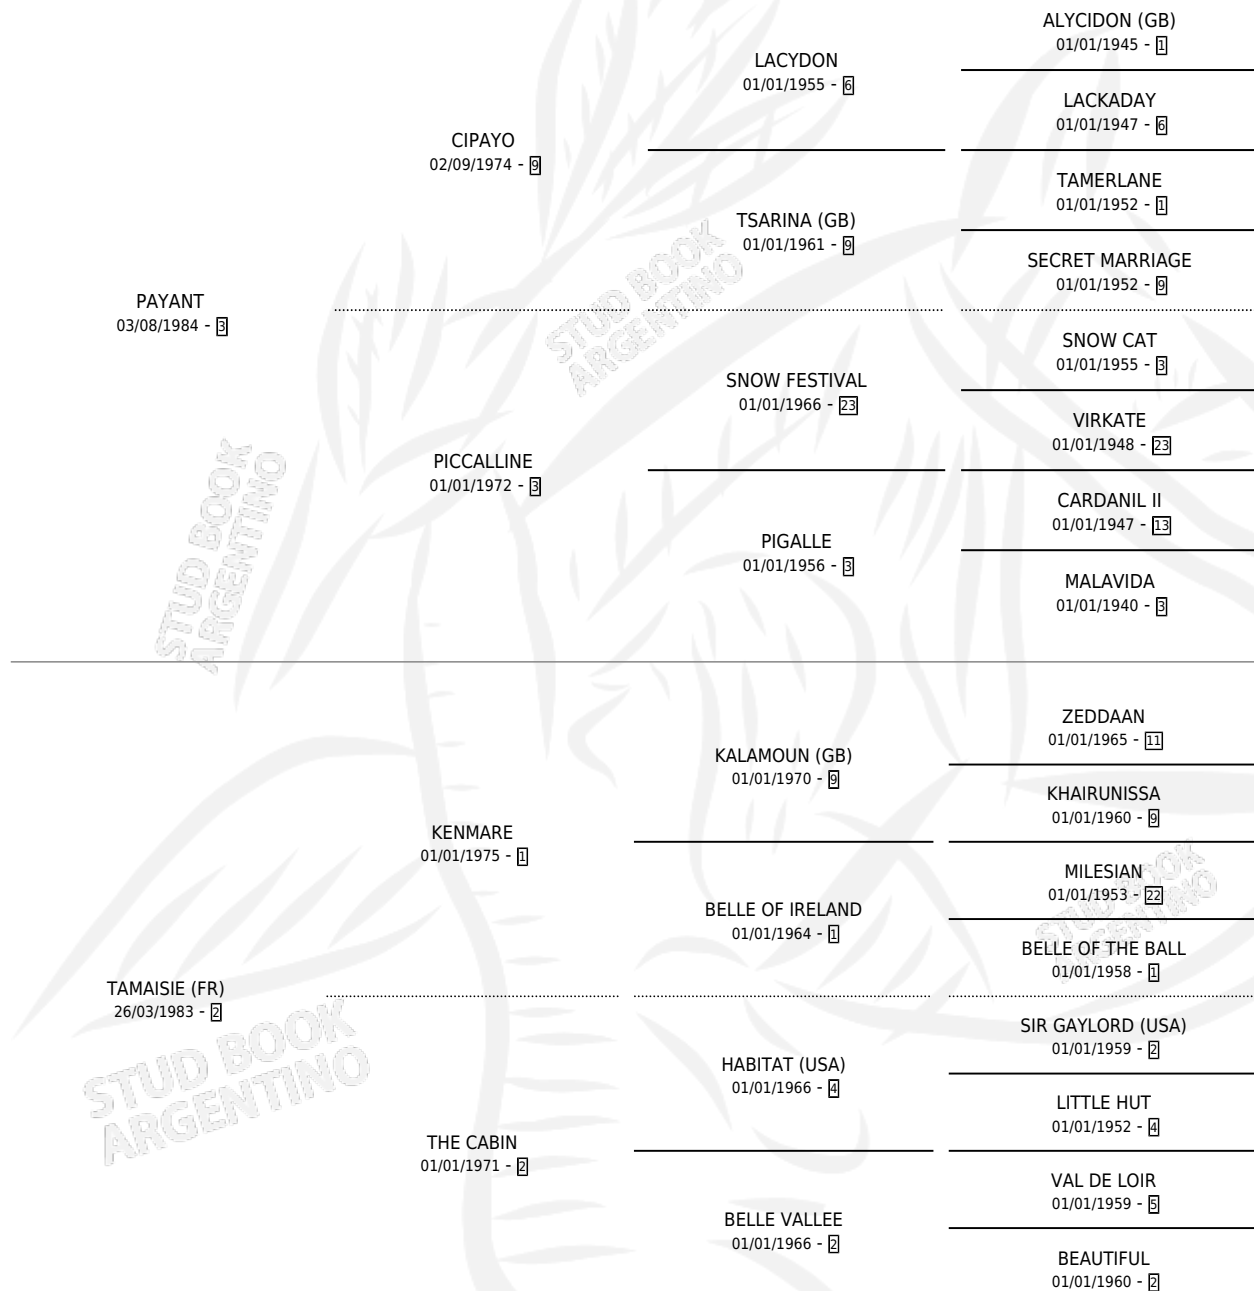 PAYANT
03/08/1984 - 3
CIPAYO
02/09/1974 - 9
LACYDON
01/01/1955 - 6
ALYCIDON (GB)
01/01/1945 - 1
LACKADAY
01/01/1947 - 6
TSARINA (GB)
01/01/1961 - 9
TAMERLANE
01/01/1952 - 1
SECRET MARRIAGE
01/01/1952 - 9
PICCALLINE
01/01/1972 - 3
SNOW FESTIVAL
01/01/1966 - 23
SNOW CAT
01/01/1955 - 3
VIRKATE
01/01/1948 - 23
PIGALLE
01/01/1956 - 3
CARDANIL II
01/01/1947 - 13
MALAVIDA
01/01/1940 - 3
TAMAISIE (FR)
26/03/1983 - 2
KENMARE
01/01/1975 - 1
KALAMOUN (GB)
01/01/1970 - 9
ZEDDAAN
01/01/1965 - 11
KHAIRUNISSA
01/01/1960 - 9
BELLE OF IRELAND
01/01/1964 - 1
MILESIAN
01/01/1953 - 22
BELLE OF THE BALL
01/01/1958 - 1
THE CABIN
01/01/1971 - 2
HABITAT (USA)
01/01/1966 - 4
SIR GAYLORD (USA)
01/01/1959 - 2
LITTLE HUT
01/01/1952 - 4
BELLE VALLEE
01/01/1966 - 2
VAL DE LOIR
01/01/1959 - 5
BEAUTIFUL
01/01/1960 - 2
STUD BOOK
ARGENTINO
STUD BOOK
ARGENTINO
STUD BOOK
ARGENTINO
STUD BOOK
ARGENTINO